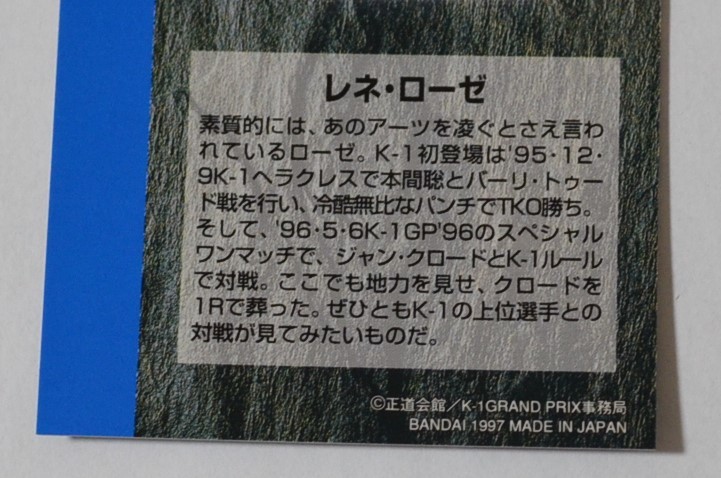 レネ・ローゼ
素質的には、あのアーツを凌ぐとさえ言わ
れているローゼ。K-1初登場は'95・12・
9K-1ヘラクレスで本間聡とバーリ・トゥー
ド戦を行い、冷酷無比なパンチでTKO勝ち。
そして、'96・5・6K-1GP'96のスペシャル
ワンマッチで、ジャン・クロードとK-1ルール
で対戦。ここでも地力を見せ、クロードを
1Rで葬った。ぜひともK-1の上位選手との
対戦が見てみたいものだ。
©正道会館/K-1GRAND PRIX事務局
BANDAI 1997 MADE IN JAPAN